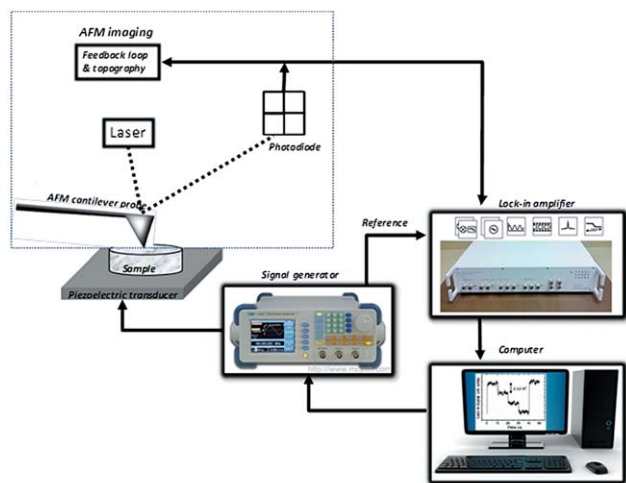 AFM imaging
Feedback loop
& topography
Laser
Photodiode
AFM cantilever probe
Lock-in amplifier
Reference
Sample
Signal generator
Piezoelectric transducer
Computer